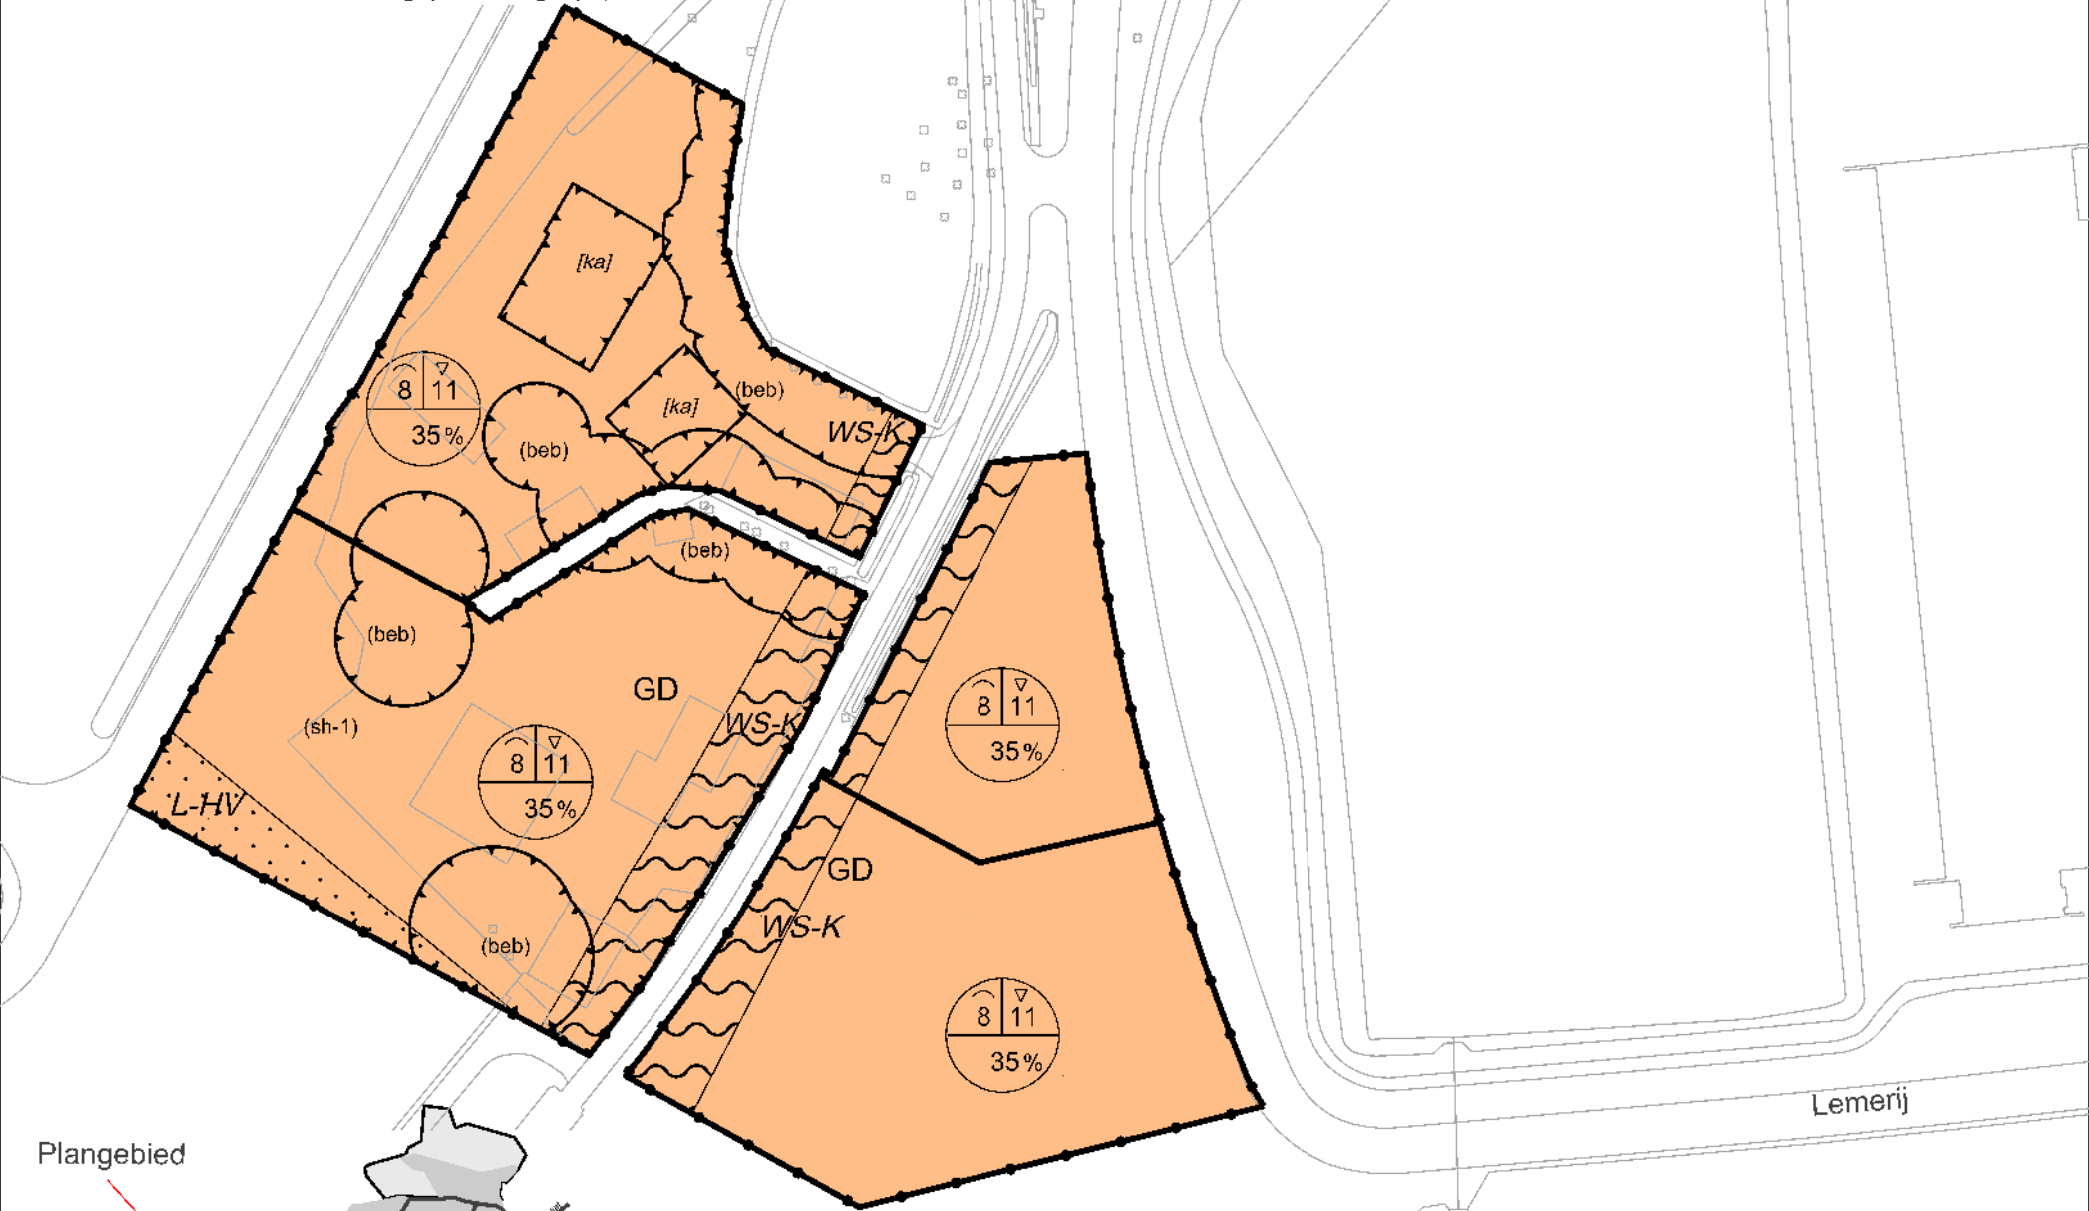 [ka]
8 11
35%
[ka]
(beb)
WS-K
(beb)
(beb)
(beb)
GD
(sh-1)
WS-K
8 11
35%
L-HV
(beb)
8 11
35%
GD
WS-K
8 11
35%
Lemerij
Plangebied